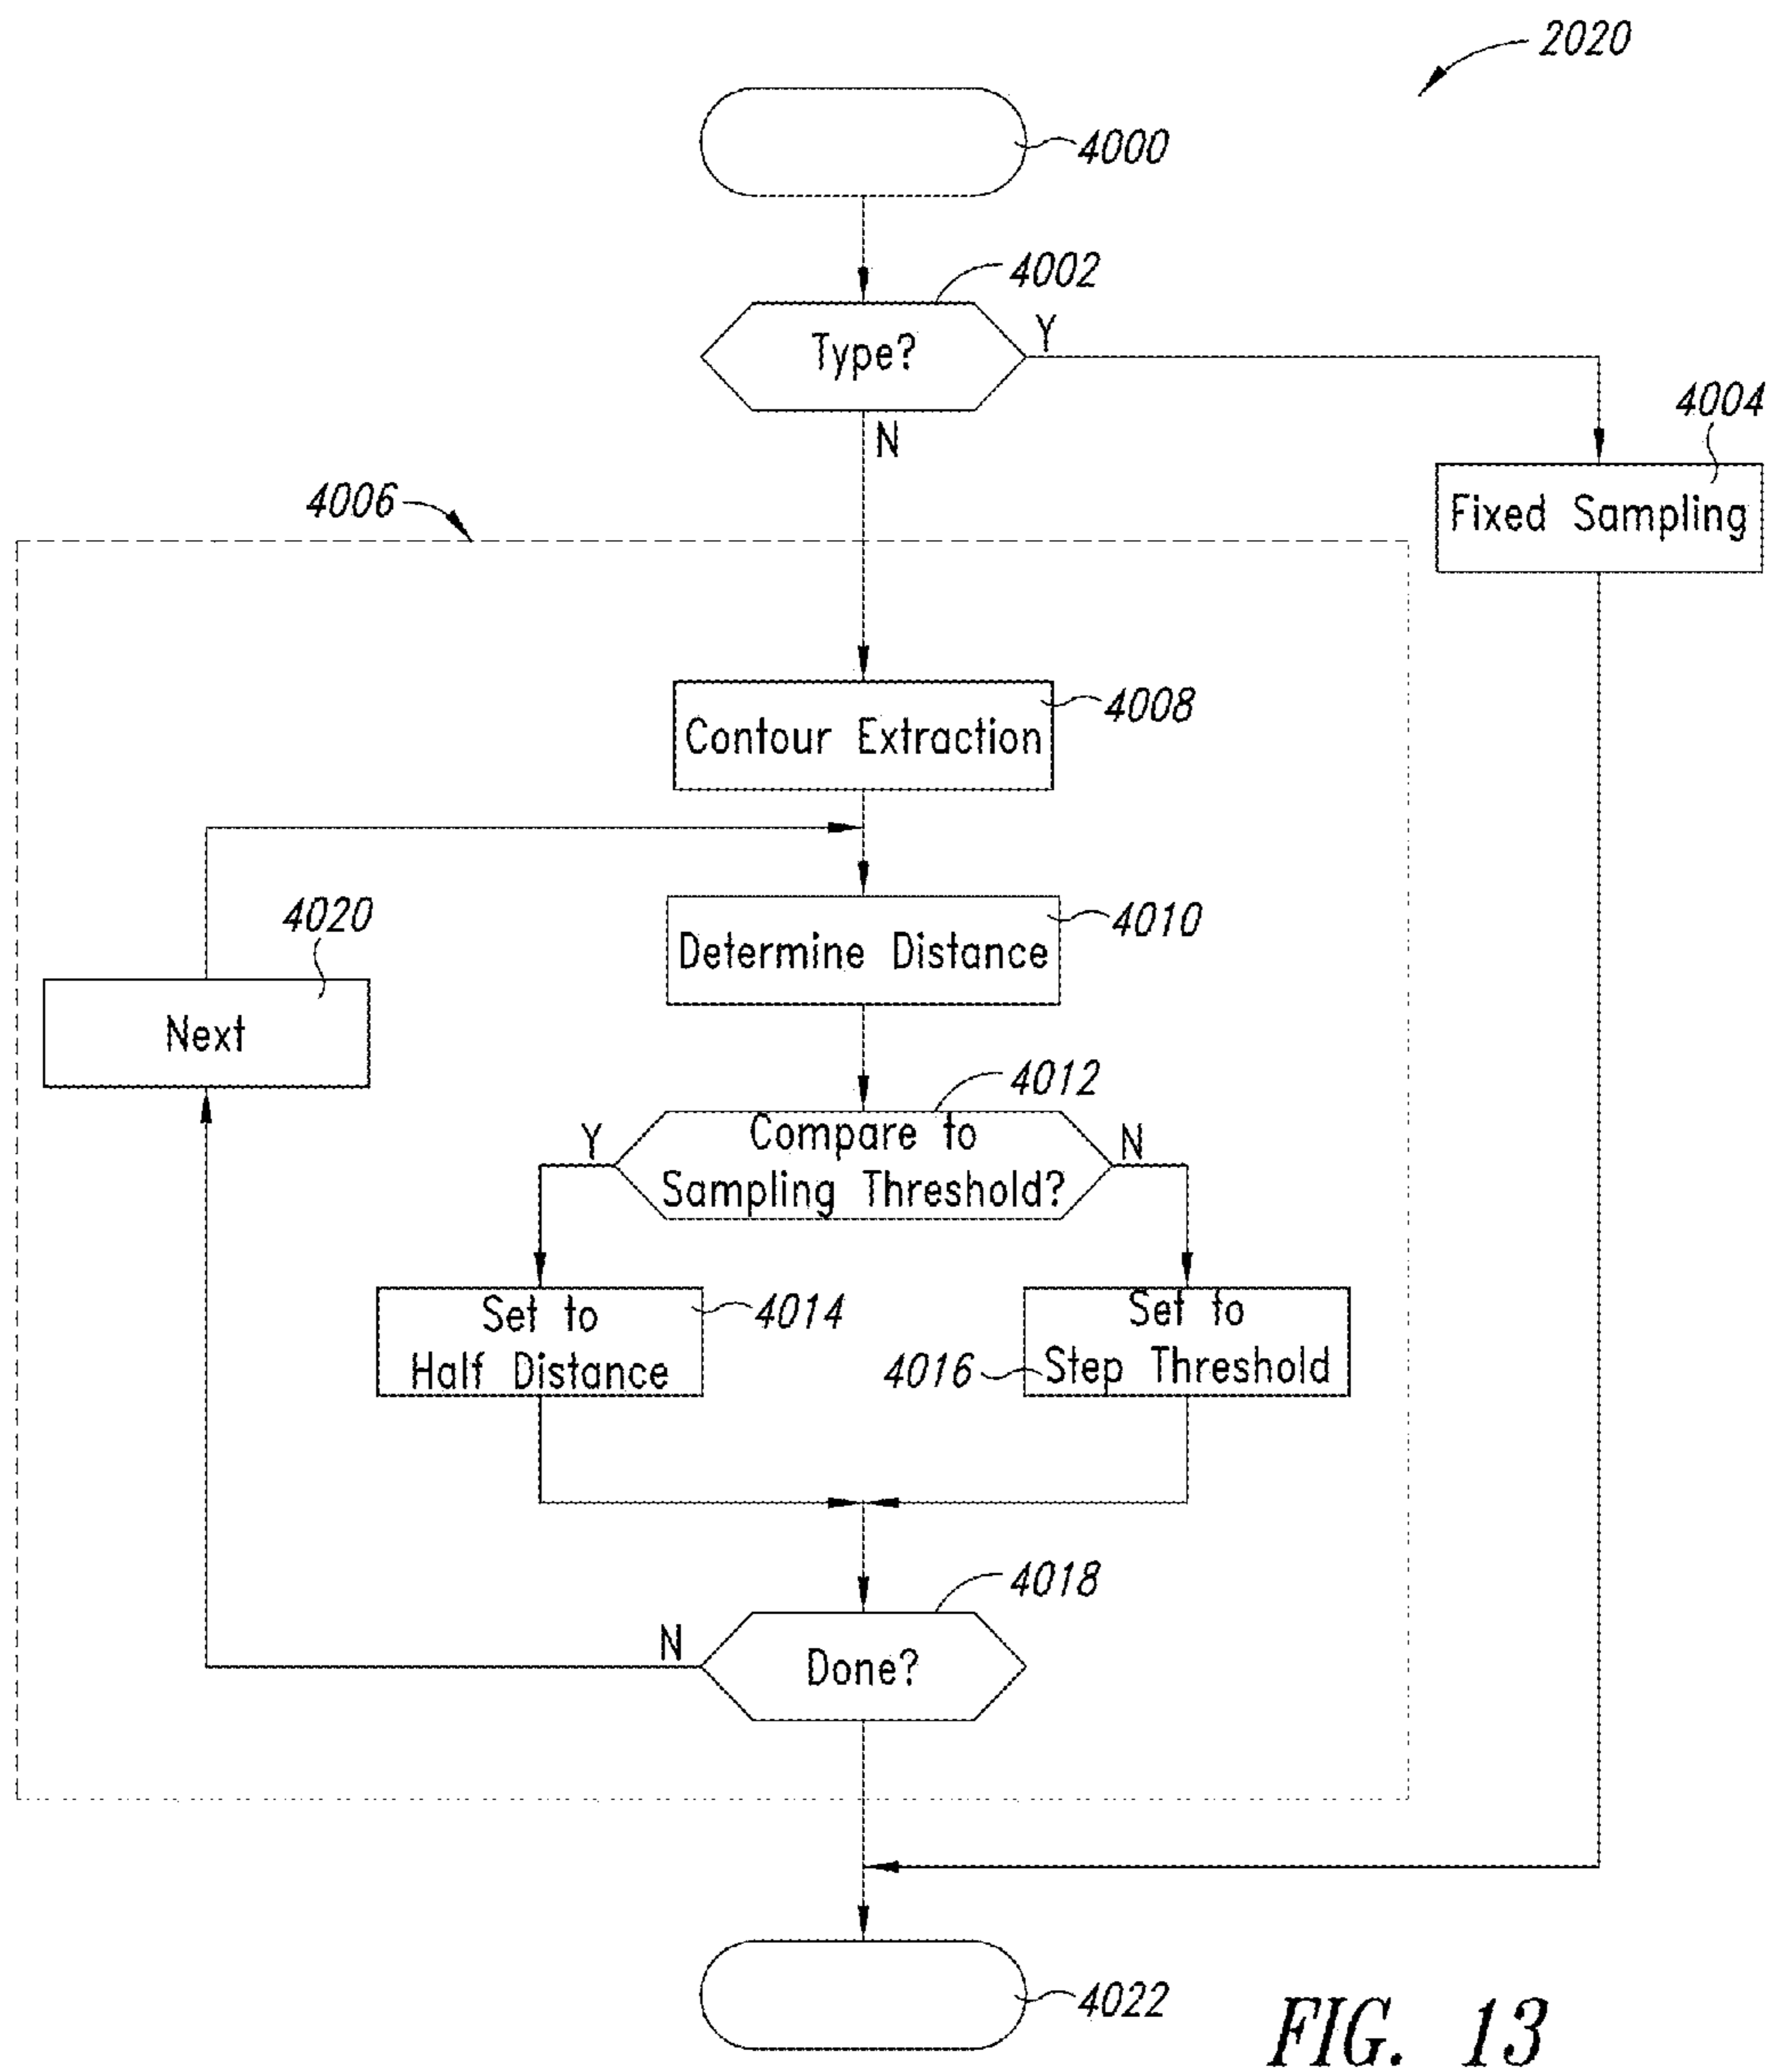 2020
4000
4002
Type?
Y
N
4004
Fixed Sampling
4006
4008
Contour Extraction
4010
Determine Distance
4020
Next
4012
Compare to
Sampling Threshold?
Y
N
Set to
Half Distance
4014
Set to
Step Threshold
4016
4018
Done?
N
4022
FIG. 13